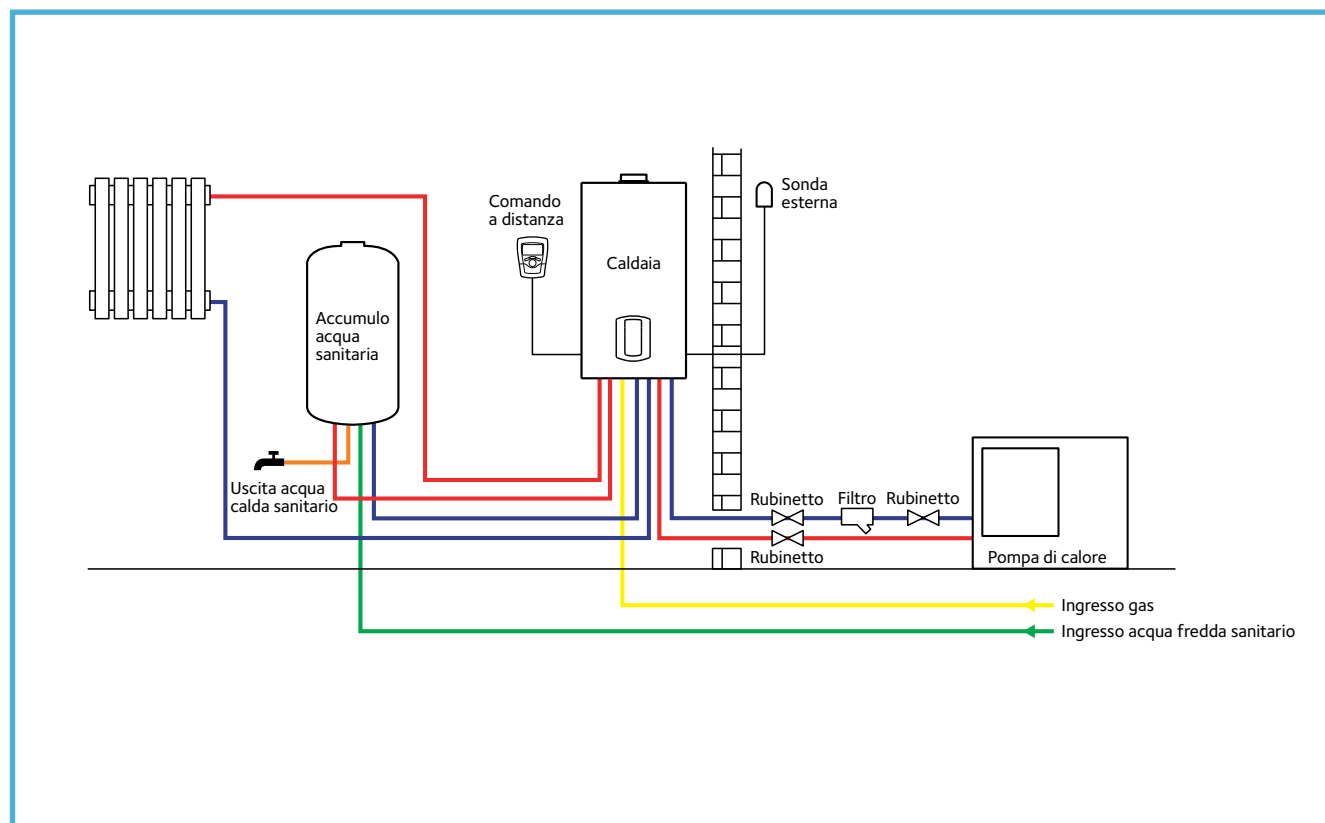 Comando
a distanza
Sonda
esterna
Caldaia
Accumulo
acqua
sanitaria
Uscita acqua
calda sanitario
Rubinetto
Filtro
Rubinetto
Rubinetto
Pompa di calore
Ingresso gas
Ingresso acqua fredda sanitario